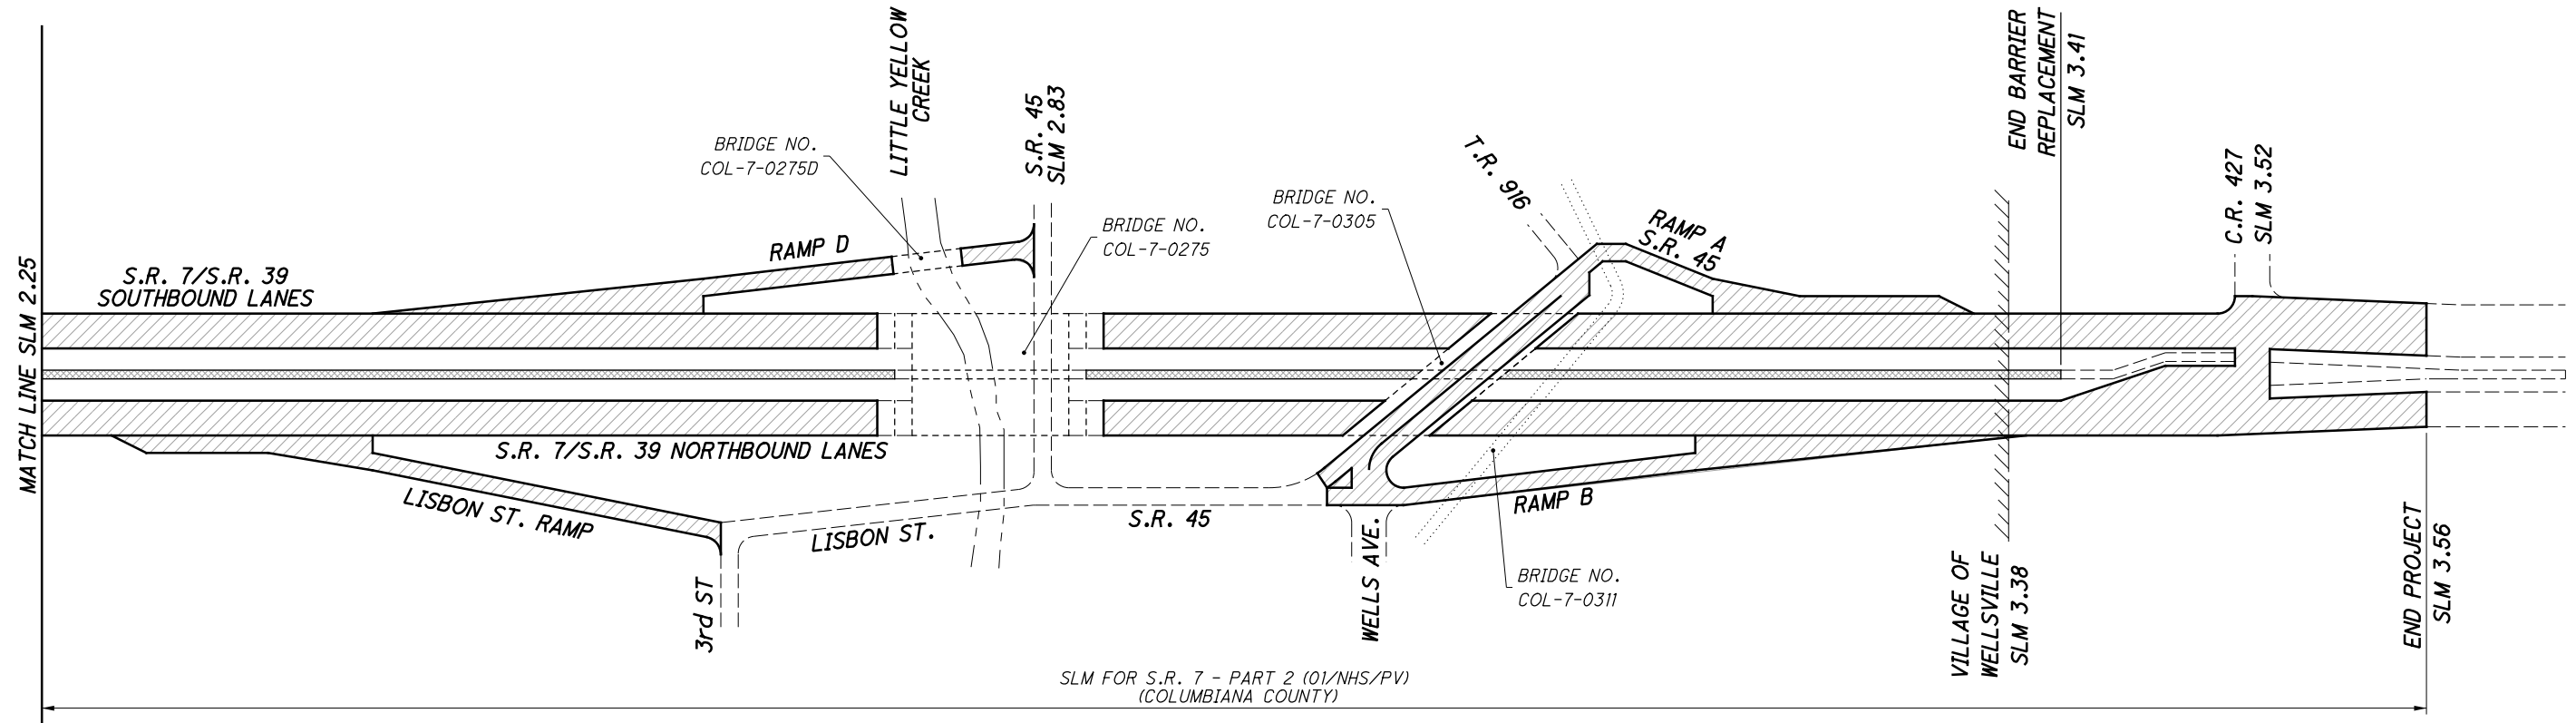 MATCH LINE SLM 2.25
S.R. 7/S.R. 39
SOUTHBOUND LANES
RAMP D
BRIDGE NO.
COL-7-0275D
LITTLE YELLOW
CREEK
S.R. 45
SLM 2.83
BRIDGE NO.
COL-7-0275
BRIDGE NO.
COL-7-0305
T.R. 916
RAMP A
S.R. 45
END BARRIER
REPLACEMENT
SLM 3.41
C.R. 427
SLM 3.52
S.R. 7/S.R. 39 NORTHBOUND LANES
LISBON ST. RAMP
3rd ST
LISBON ST.
S.R. 45
WELLS AVE.
RAMP B
BRIDGE NO.
COL-7-0311
VILLAGE OF
WELLSVILLE
SLM 3.38
END PROJECT
SLM 3.56
SLM FOR S.R. 7 - PART 2 (01/NHS/PV)
(COLUMBIANA COUNTY)